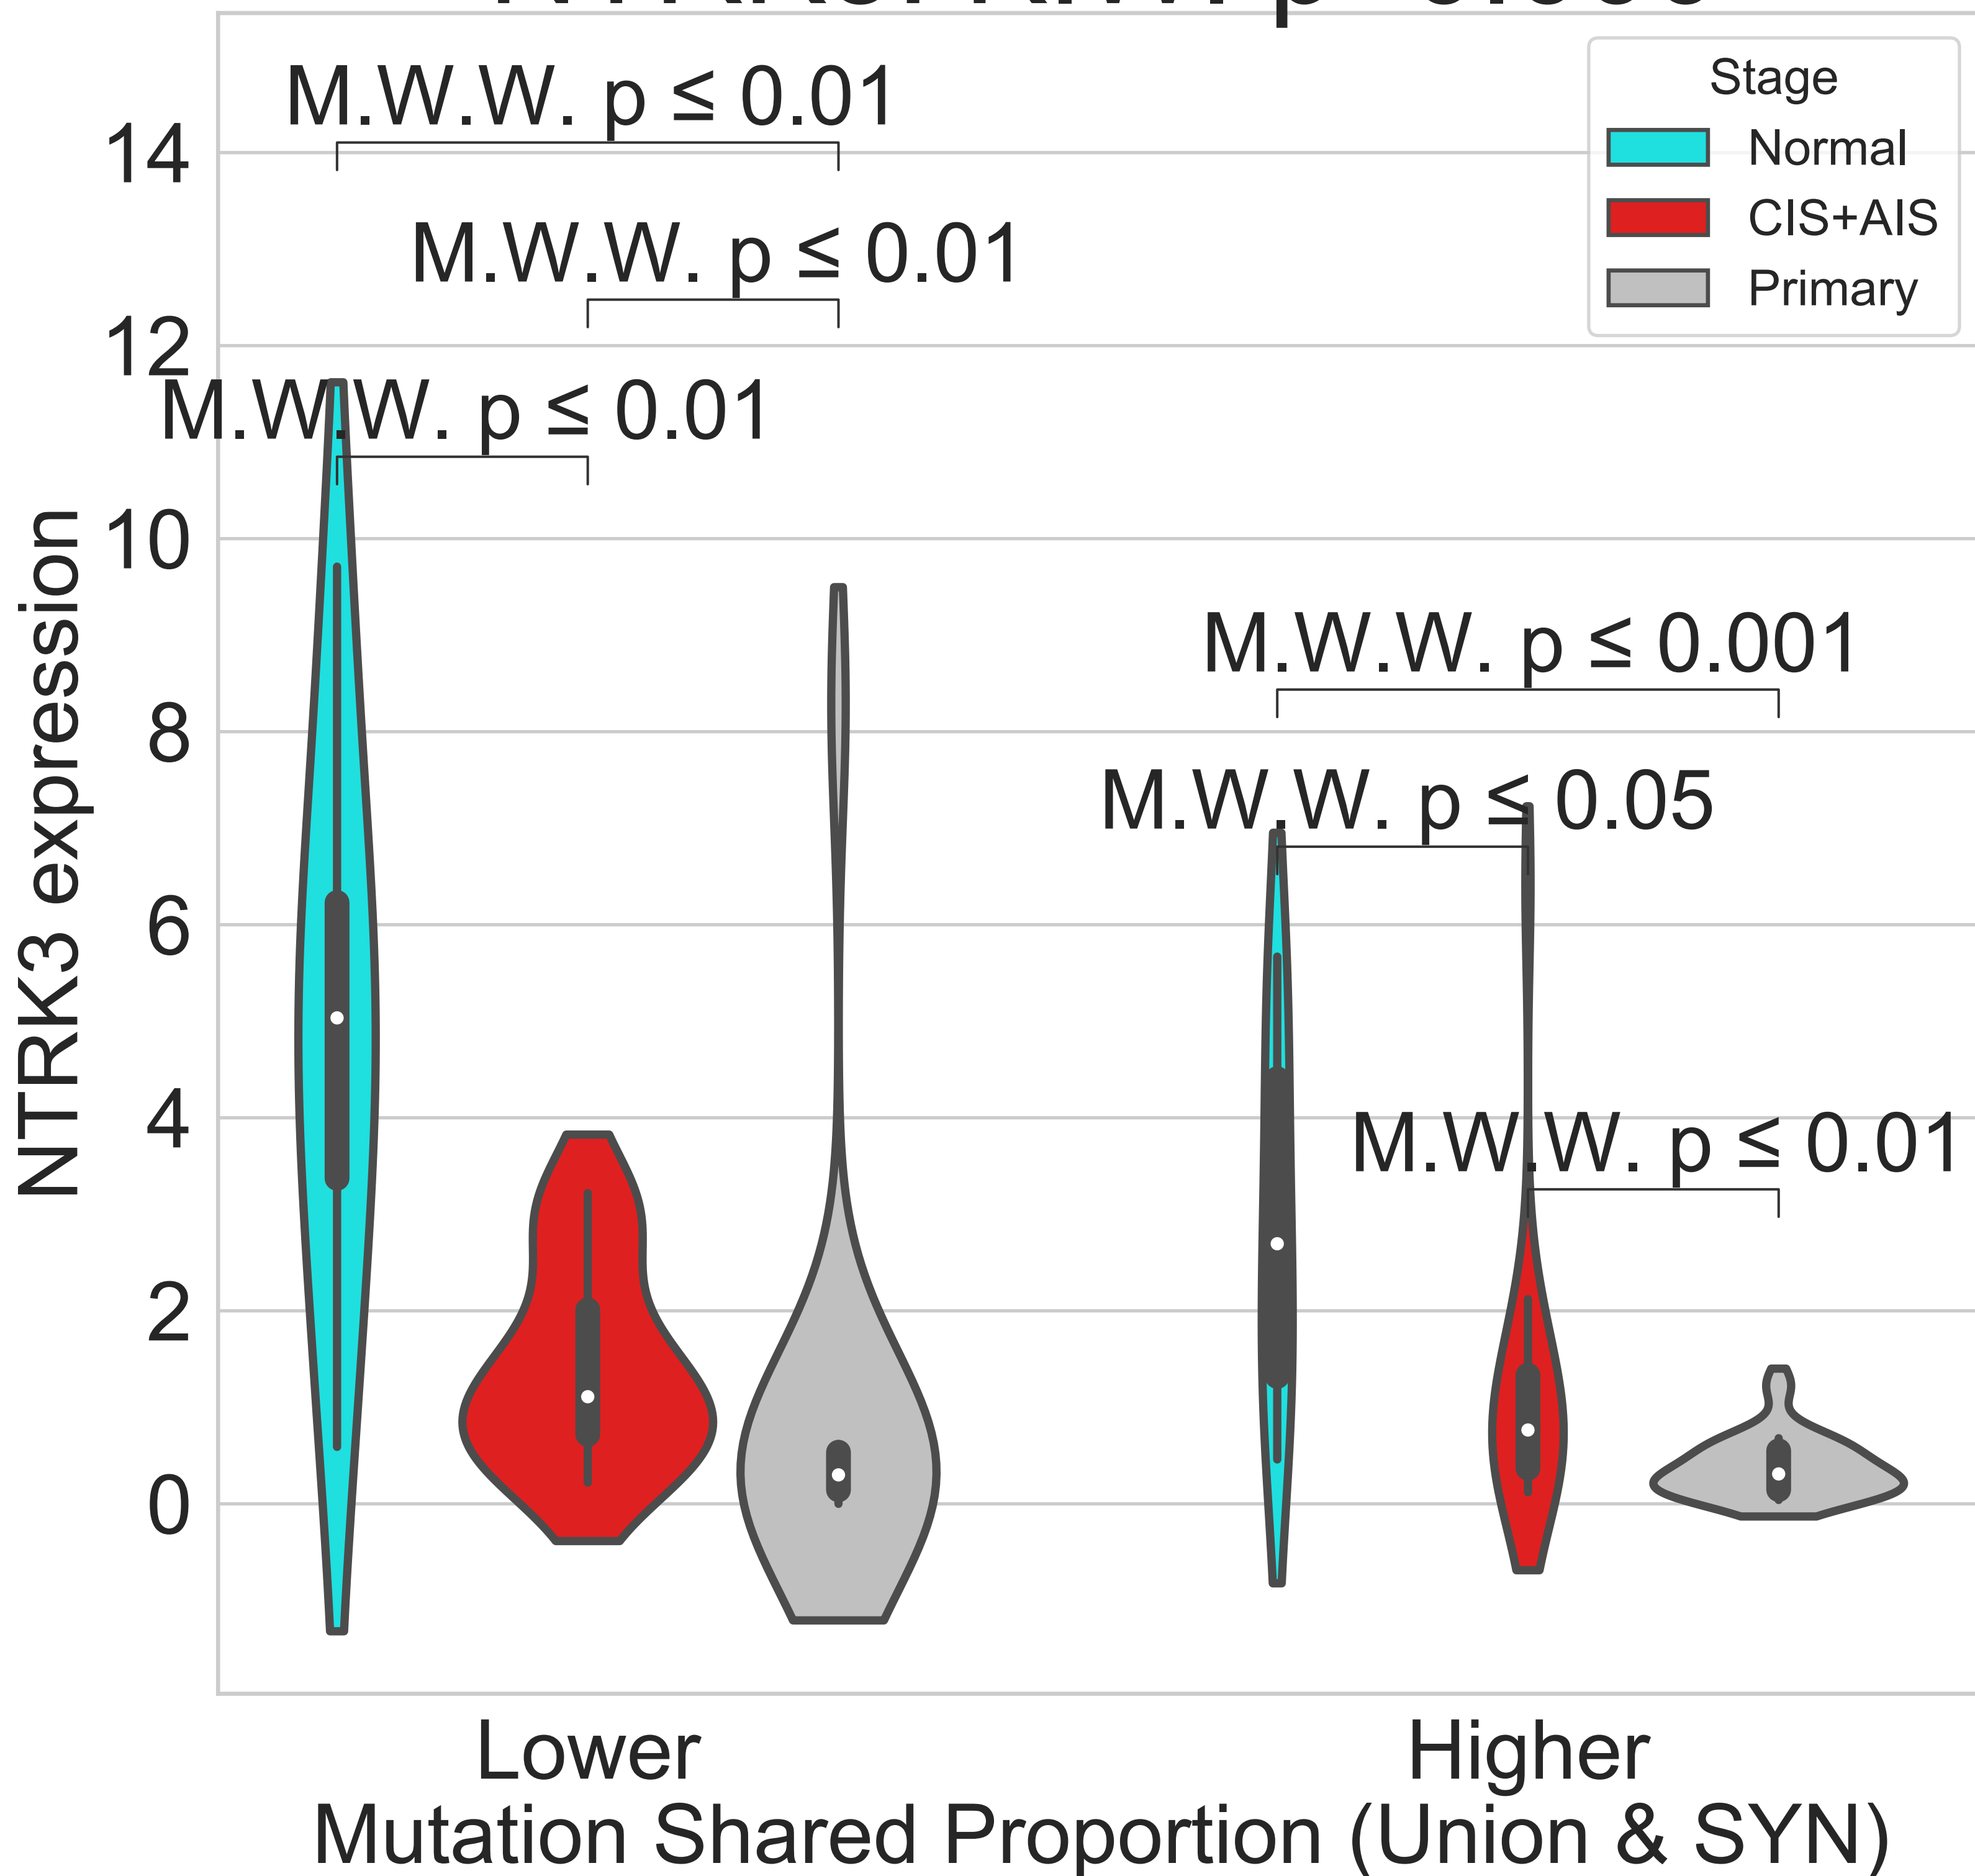 Stage
Normal
CIS+AIS
Primary
M.W.W. p ≤ 0.01
M.W.W. p ≤ 0.01
M.W.W. p ≤ 0.01
M.W.W. p ≤ 0.001
M.W.W. p ≤ 0.05
M.W.W. p ≤ 0.01
14
12
10
8
6
4
2
0
NTRK3 expression
Lower
Higher
Mutation Shared Proportion (Union & SYN)